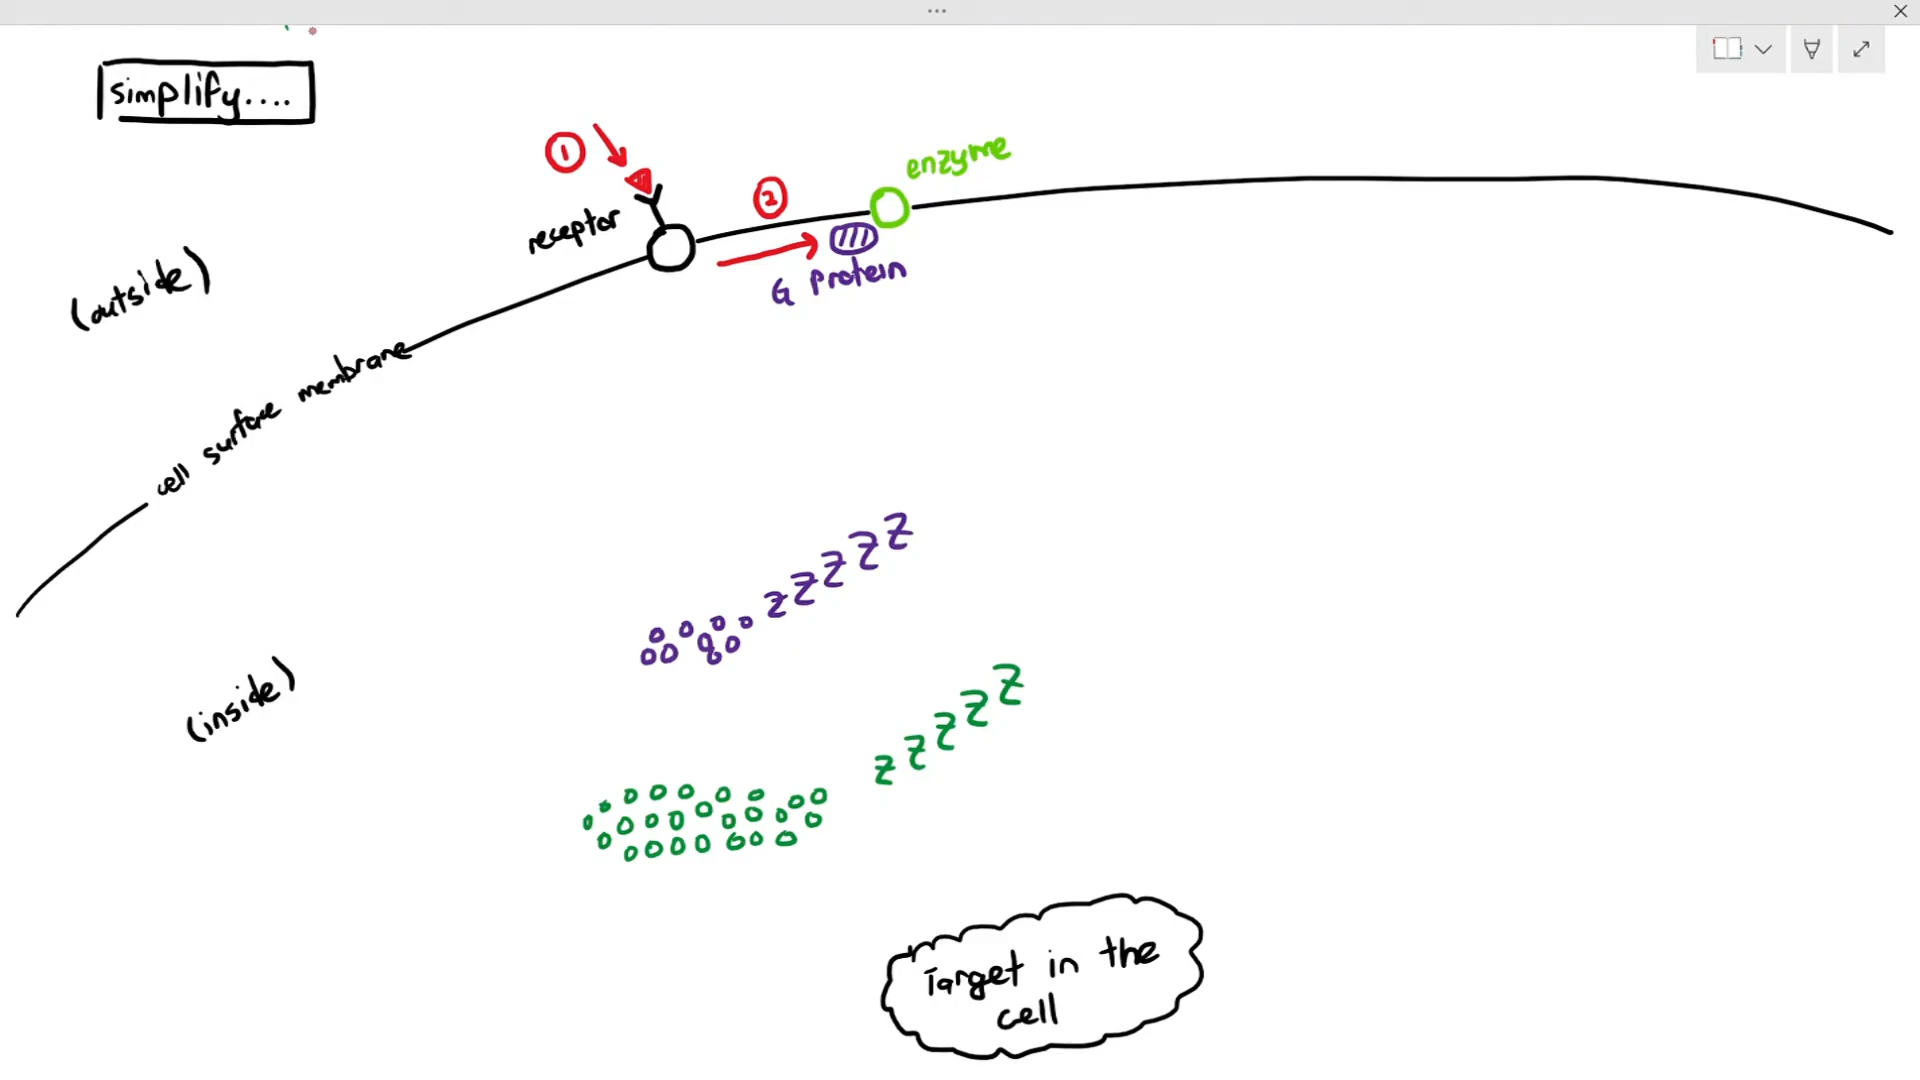 simplify....
1
enzyme
2
receptor
G Protein
(outside)
cell surface membrane
z Z Z Z Z
(inside)
z Z Z Z Z
Target in the
cell